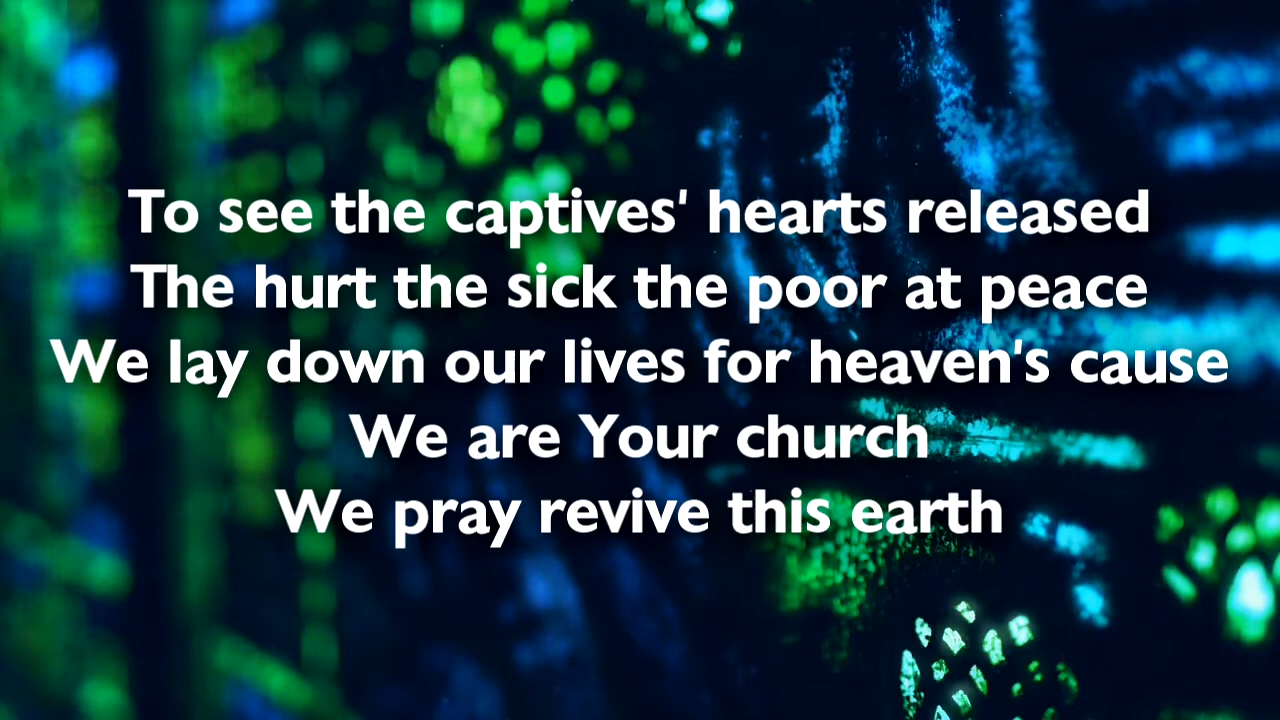 To see the captives' hearts released
The hurt the sick the poor at peace
We lay down our lives for heaven's cause
We are Your church
We pray revive this earth